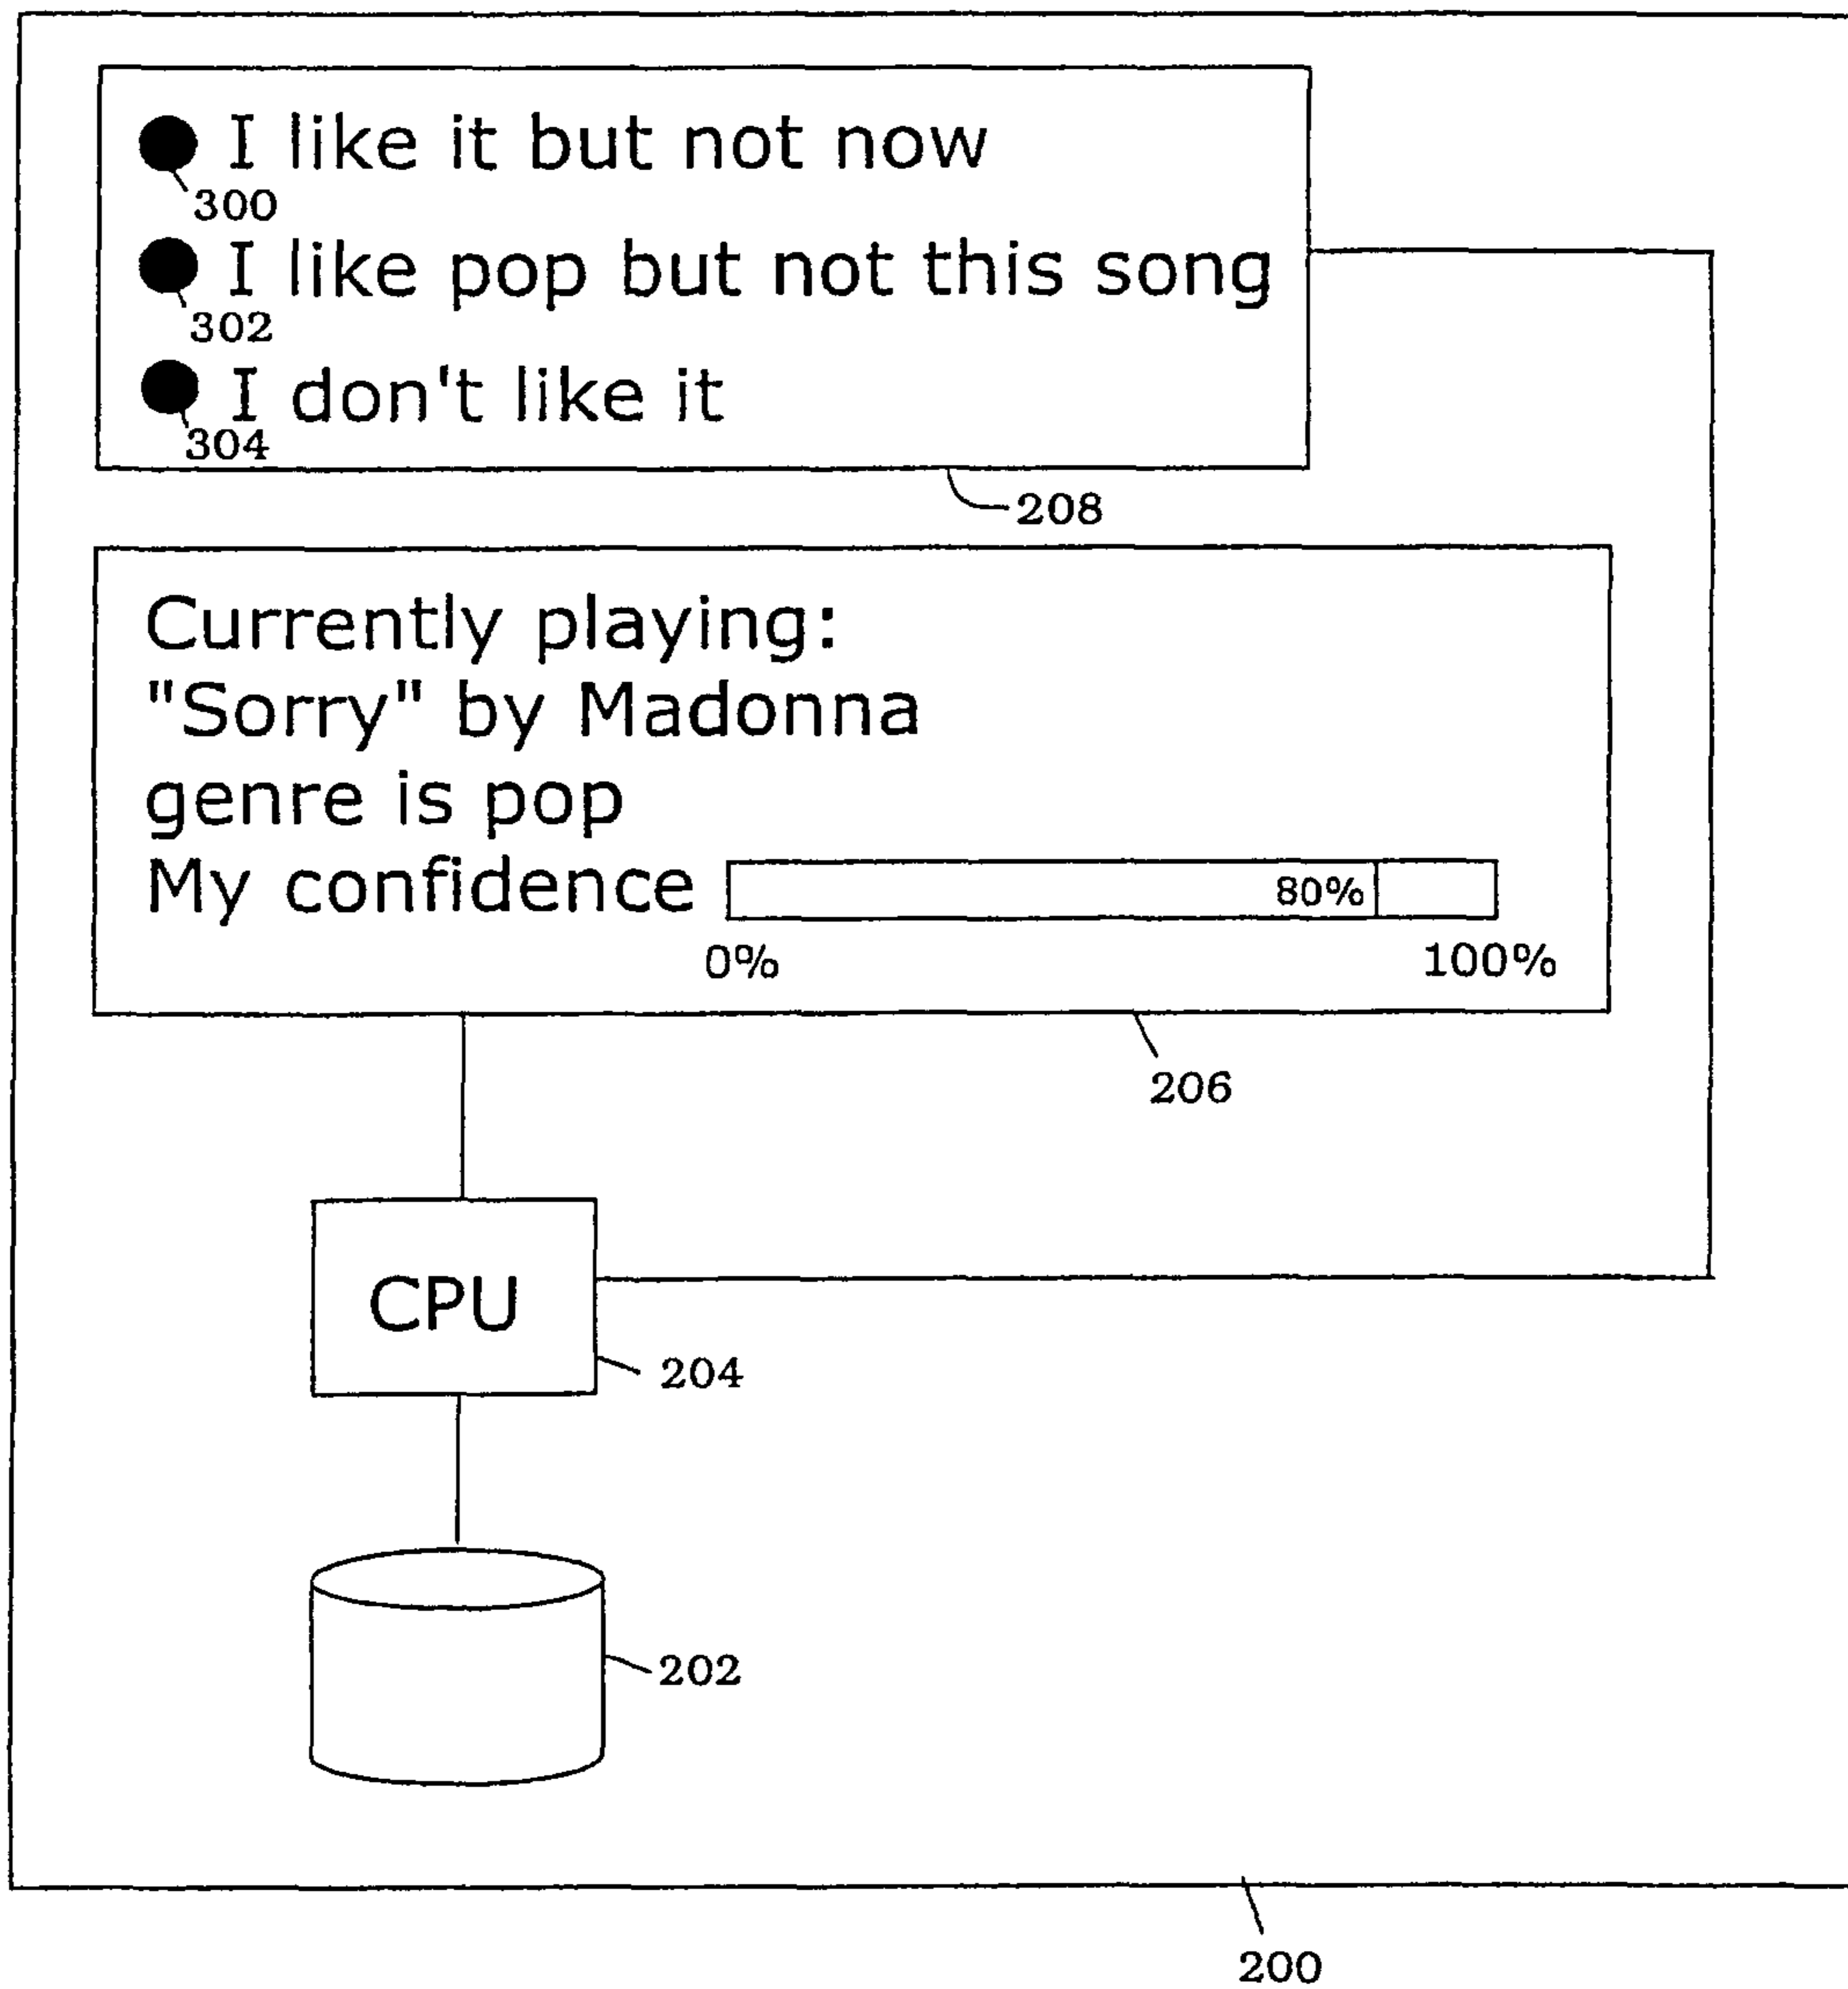 I like it but not now
300
I like pop but not this song
302
I don't like it
304
208
Currently playing:
"Sorry" by Madonna
genre is pop
My confidence 80%
0% 100%
206
CPU
204
202
200